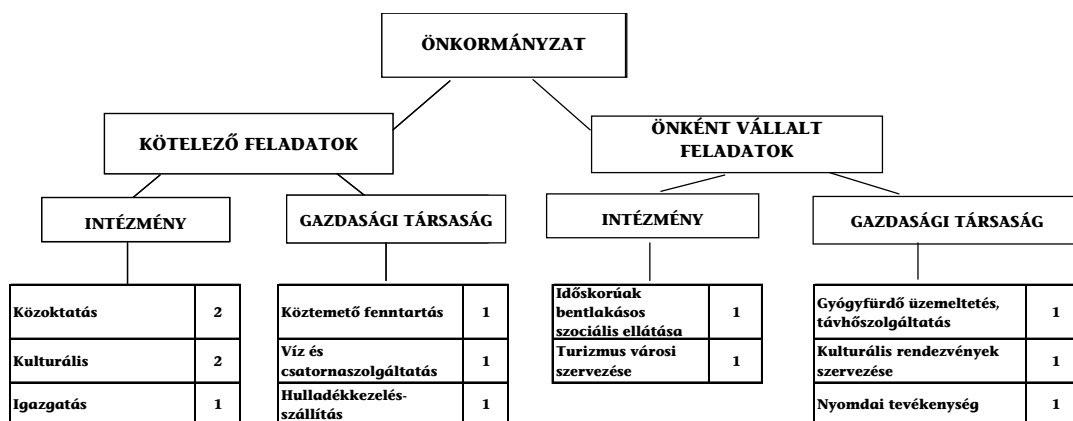 ÖNKORMÁNYZAT
KÖTELEZŐ FELADATOK
ÖNKÉNT VÁLLALT
FELADATOK
INTÉZMÉNY
GAZDASÁGI TÁRSASÁG
INTÉZMÉNY
GAZDASÁGI TÁRSASÁG
Közoktatás 2
Kulturális 2
Igazgatás 1
Köztemető fenntartás 1
Víz és
csatornaszolgáltatás 1
Hulladékkezelés-
szállítás 1
Időskorúak
bentlakásos 1
szociális ellátása
Turizmus városi 1
szervezése
Gyógyfürdő üzemeltetés,
távhőszolgáltatás 1
Kulturális rendezvények
szervezése 1
Nyomdai tevékenység 1